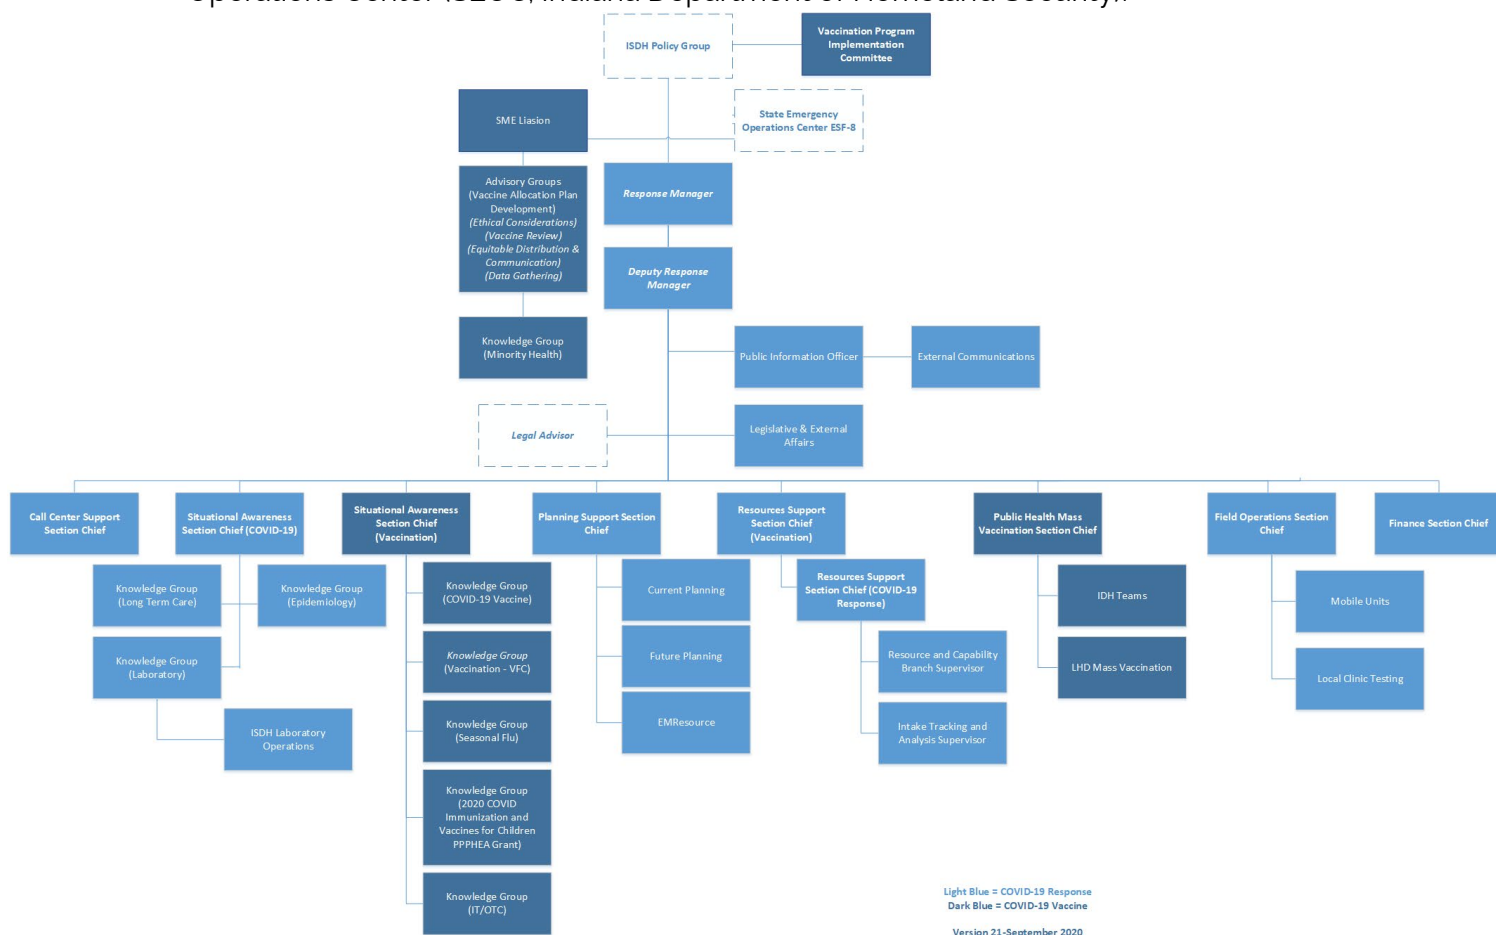 Operations Center (SEOC, Indiana Department of Homeland Security).
ISDH Policy Group
Vaccination Program
Implementation
Committee
SME Liasion
State Emergency
Operations Center ESF-8
Advisory Groups
(Vaccine Allocation Plan
Development)
(Ethical Considerations)
(Vaccine Review)
(Equitable Distribution &
Communication)
(Data Gathering)
Response Manager
Deputy Response
Manager
Knowledge Group
(Minority Health)
Public Information Officer
External Communications
Legal Advisor
Legislative & External
Affairs
Call Center Support
Section Chief
Situational Awareness
Section Chief (COVID-19)
Situational Awareness
Section Chief
(Vaccination)
Planning Support Section
Chief
Resources Support
Section Chief
(Vaccination)
Public Health Mass
Vaccination Section Chief
Field Operations Section
Chief
Finance Section Chief
Knowledge Group
(Long Term Care)
Knowledge Group
(Epidemiology)
Knowledge Group
(Laboratory)
ISDH Laboratory
Operations
Knowledge Group
(COVID-19 Vaccine)
Knowledge Group
(Vaccination - VFC)
Knowledge Group
(Seasonal Flu)
Knowledge Group
(2020 COVID
Immunization and
Vaccines for Children
PPPHEA Grant)
Knowledge Group
(IT/OTC)
Current Planning
Future Planning
EMResource
Resources Support
Section Chief (COVID-19
Response)
Resource and Capability
Branch Supervisor
Intake Tracking and
Analysis Supervisor
IDH Teams
LHD Mass Vaccination
Mobile Units
Local Clinic Testing
Light Blue = COVID-19 Response
Dark Blue = COVID-19 Vaccine
Version 21-September 2020